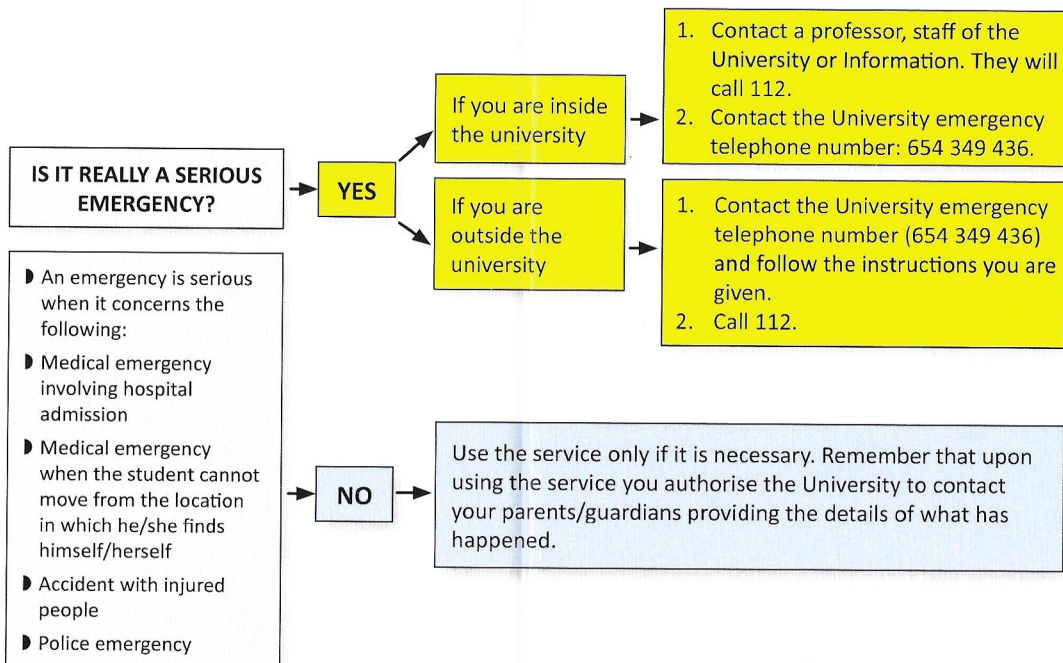 IS IT REALLY A SERIOUS
EMERGENCY?
YES
If you are inside
the university
1. Contact a professor, staff of the
University or Information. They will
call 112.
2. Contact the University emergency
telephone number: 654 349 436.
If you are
outside the
university
1. Contact the University emergency
telephone number (654 349 436)
and follow the instructions you are
given.
2. Call 112.
◗ An emergency is serious
when it concerns the
following:
◗ Medical emergency
involving hospital
admission
◗ Medical emergency
when the student cannot
move from the location
in which he/she finds
himself/herself
◗ Accident with injured
people
◗ Police emergency
NO
Use the service only if it is necessary. Remember that upon
using the service you authorise the University to contact
your parents/guardians providing the details of what has
happened.